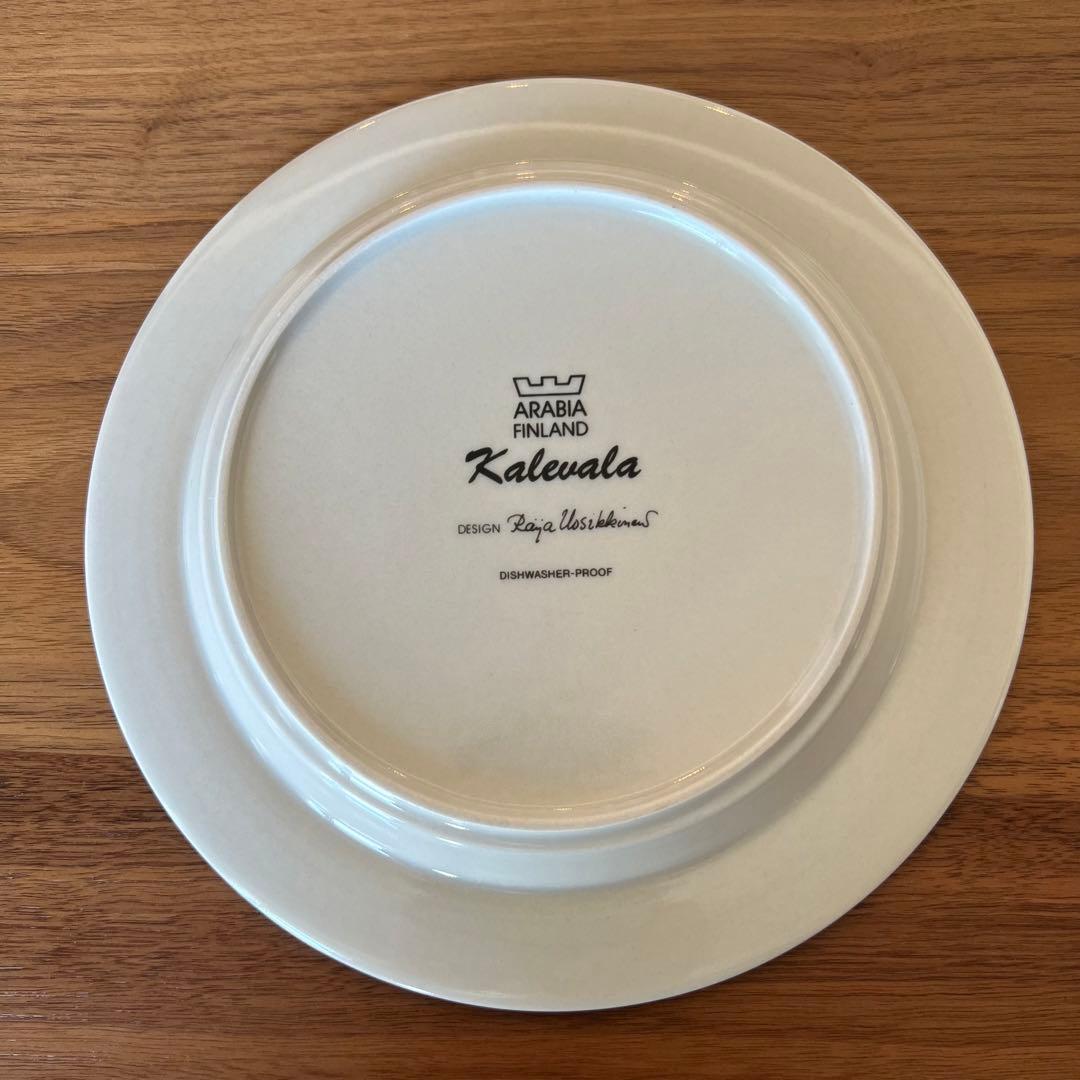 ARABIA
FINLAND
Kalevala
DESIGN Raija Uosikkinen
DISHWASHER-PROOF